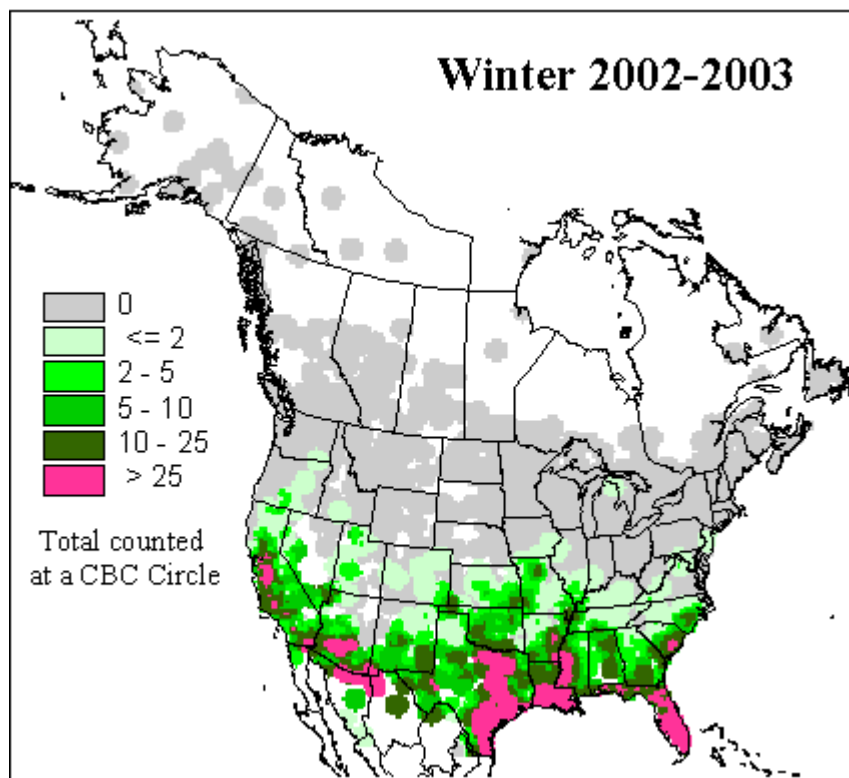 Winter 2002-2003
0
<= 2
2 - 5
5 - 10
10 - 25
> 25
Total counted
at a CBC Circle